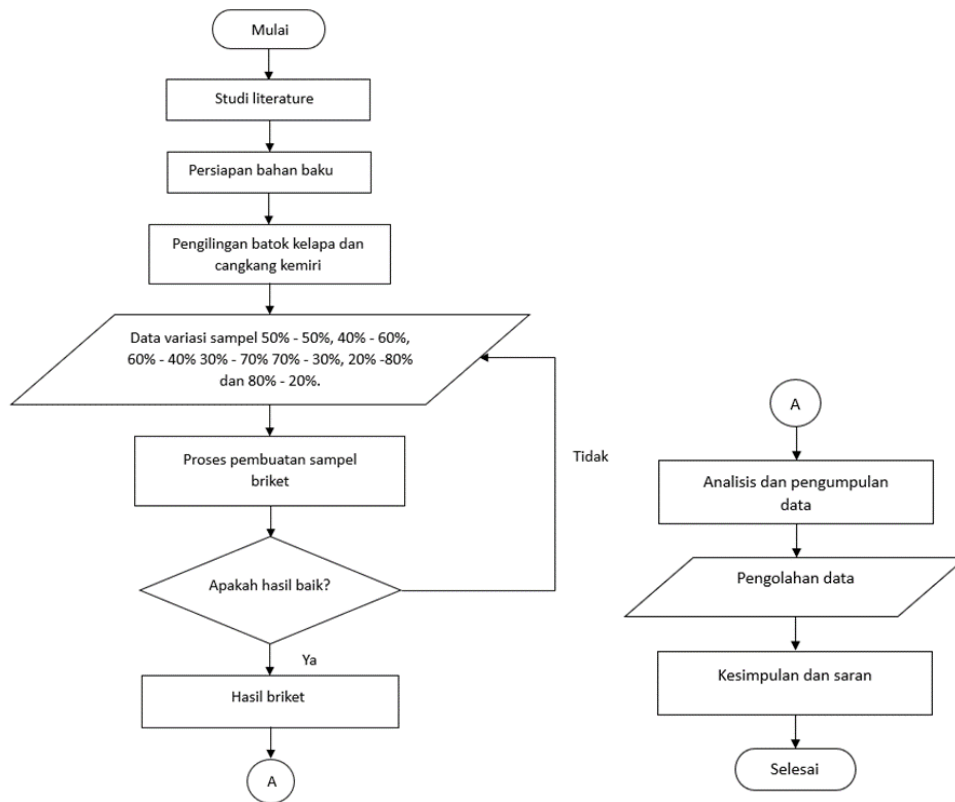 Mulai
Studi literature
Persiapan bahan baku
Pengilingan batok kelapa dan
cangkang kemiri
Data variasi sampel 50% - 50%, 40% - 60%,
60% - 40% 30% - 70% 70% - 30%, 20% -80%
dan 80% - 20%.
Proses pembuatan sampel
briket
Apakah hasil baik?
Tidak
Ya
Hasil briket
A
A
Analisis dan pengumpulan
data
Pengolahan data
Kesimpulan dan saran
Selesai